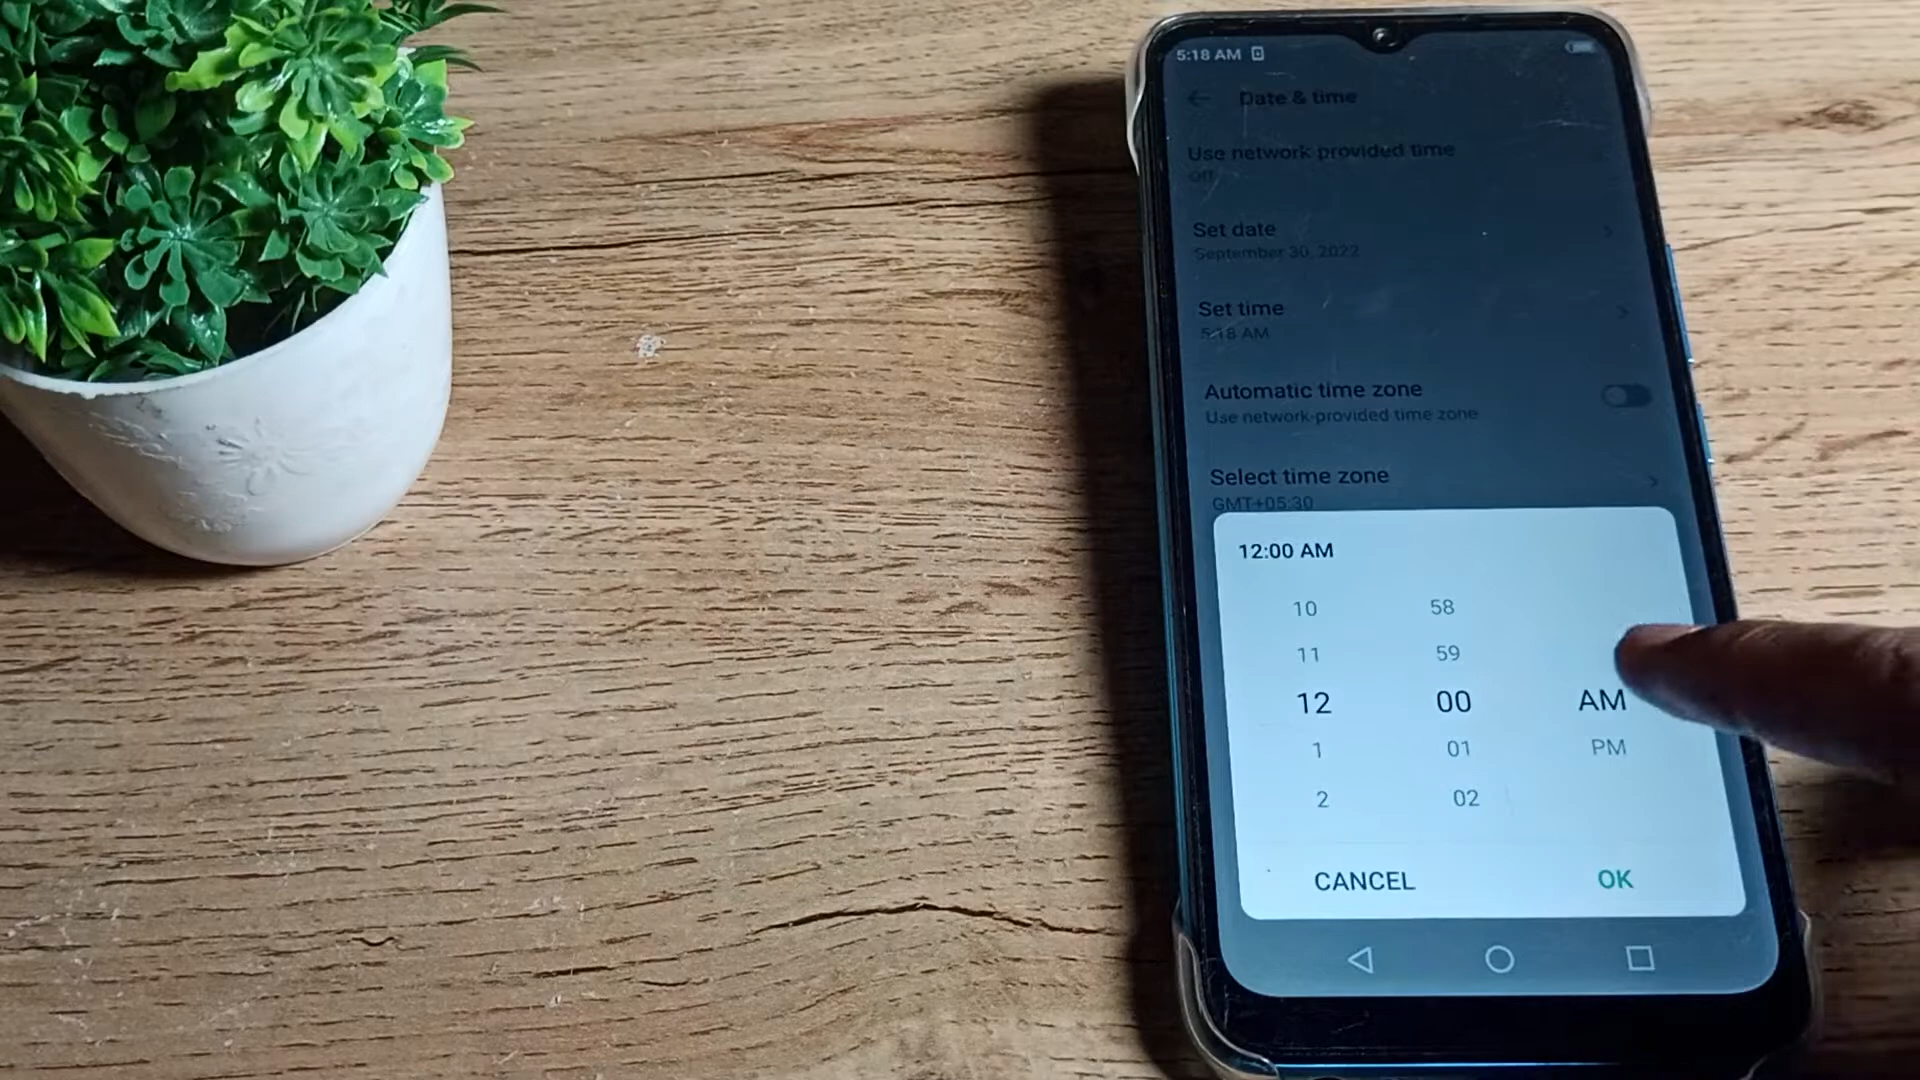 5:18 AM
Date & time
Use network provided time
Off
Set date
September 30, 2022
Set time
5:18 AM
Automatic time zone
Use network-provided time zone
Select time zone
GMT+05:30
12:00 AM
10 58
11 59
12 00 AM
1 01 PM
2 02
CANCEL OK